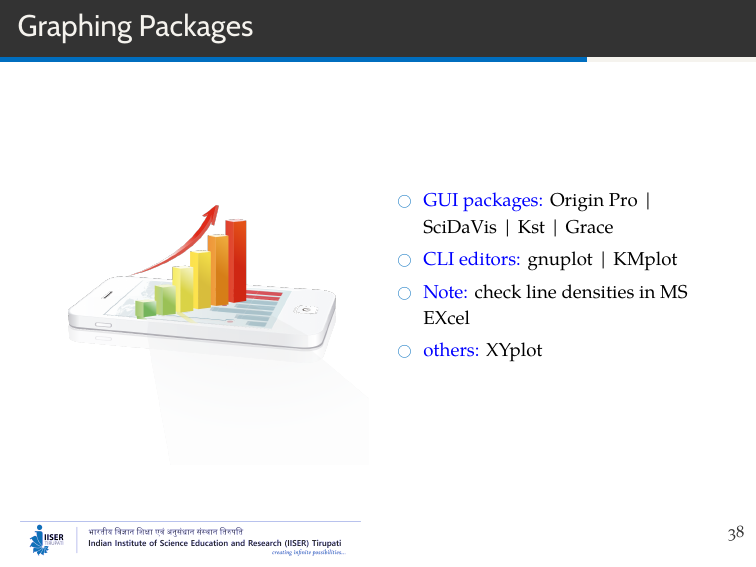 Graphing Packages
GUI packages: Origin Pro |
SciDaVis | Kst | Grace
CLI editors: gnuplot | KMplot
Note: check line densities in MS
EXcel
others: XYplot
IISER
TIRUPATI
भारतीय विज्ञान शिक्षा एवं अनुसंधान संस्थान तिरुपति
Indian Institute of Science Education and Research (IISER) Tirupati
creating infinite possibilities...
38